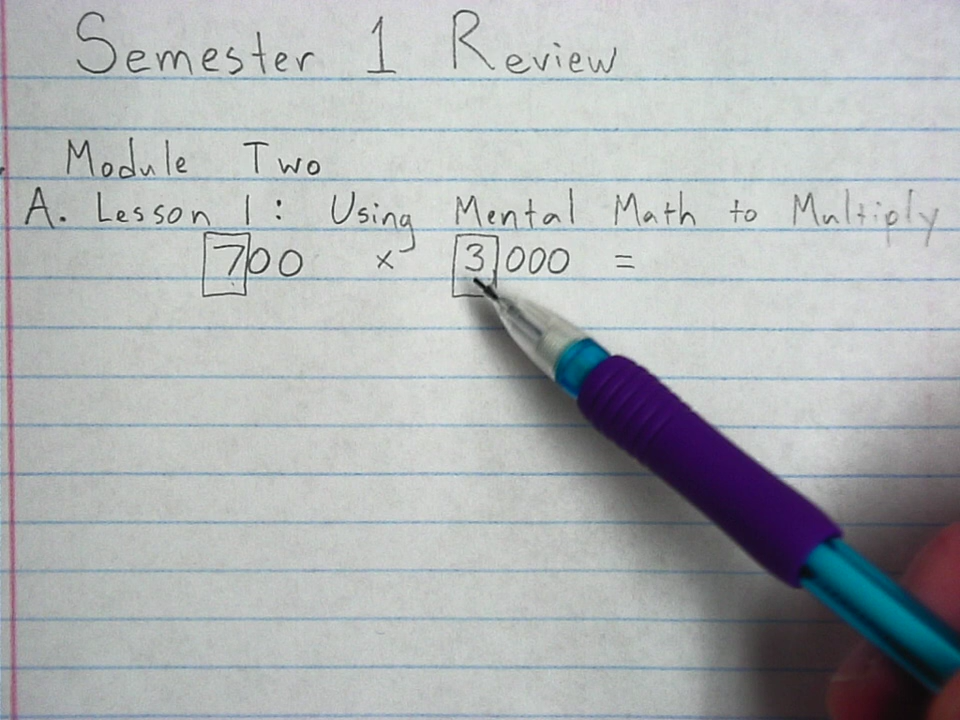 Semester 1 Review
Module Two
A. Lesson 1: Using Mental Math to Multiply
700 × 3000 =